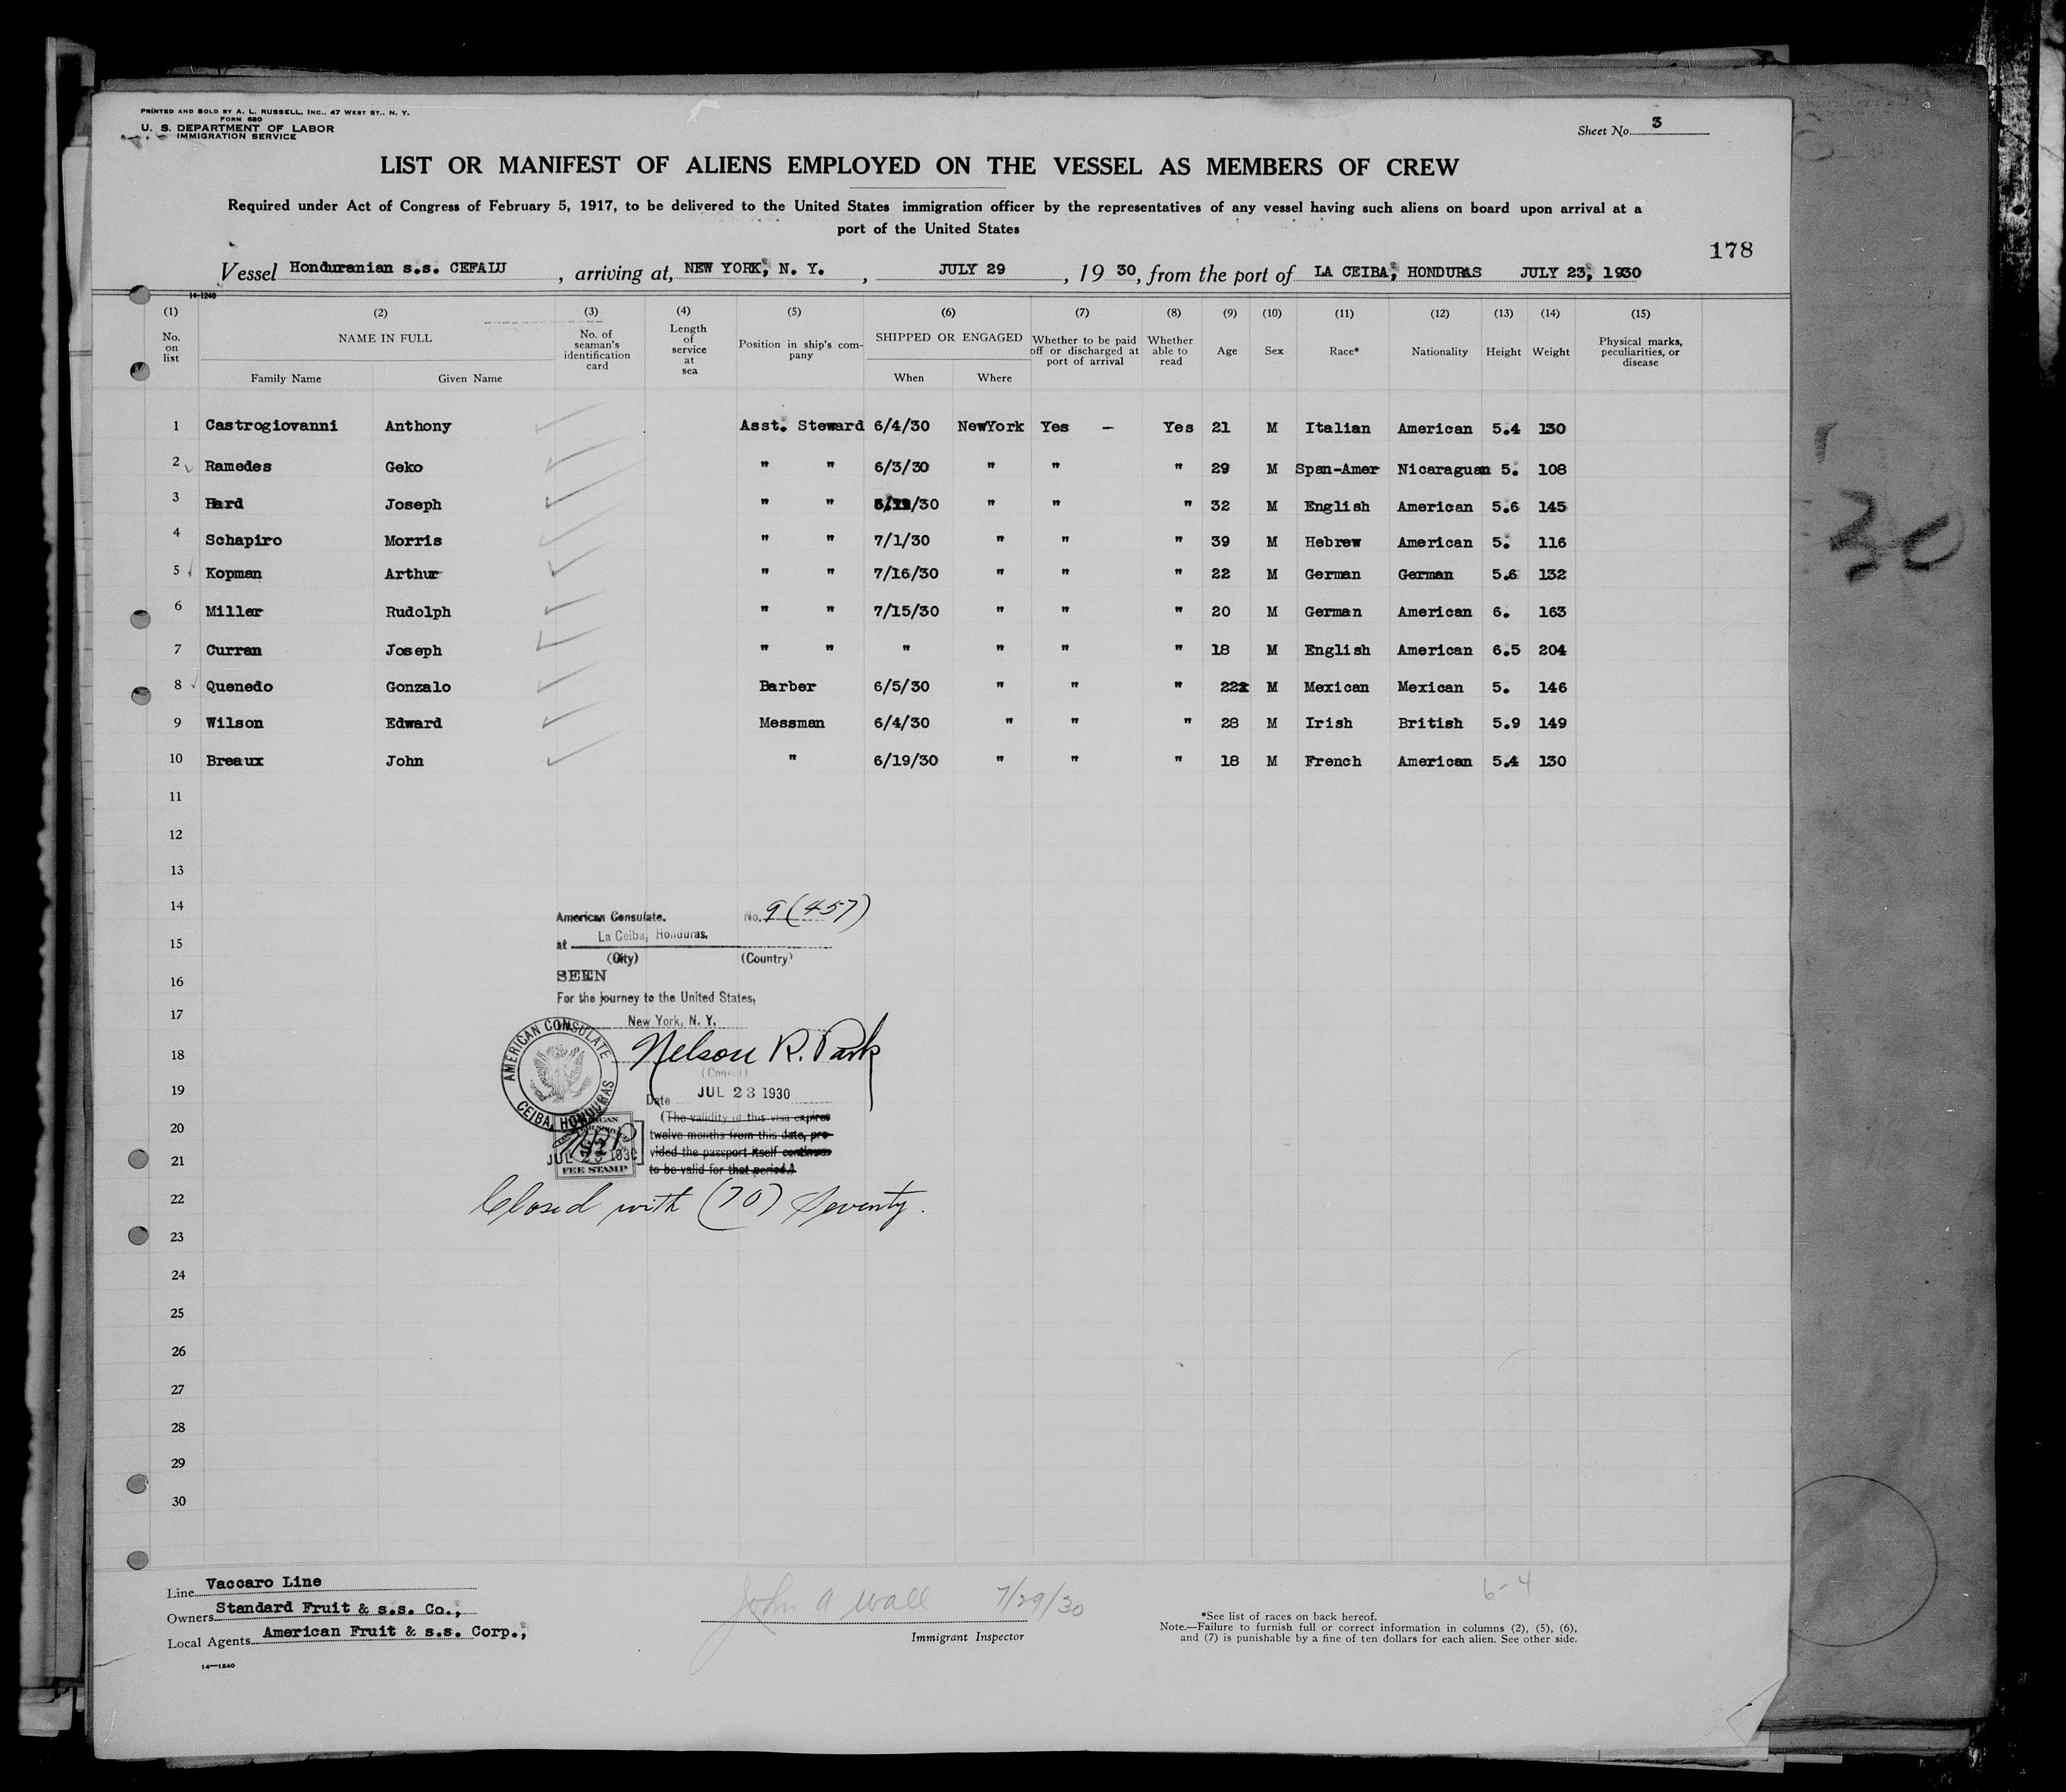 PRINTED AND SOLD BY A. L. RUSSELL, INC., 47 WEST ST., N. Y.
FORM 680
U. S. DEPARTMENT OF LABOR
IMMIGRATION SERVICE
Sheet No. 3
LIST OR MANIFEST OF ALIENS EMPLOYED ON THE VESSEL AS MEMBERS OF CREW
Required under Act of Congress of February 5, 1917, to be delivered to the United States immigration officer by the representatives of any vessel having such aliens on board upon arrival at a
port of the United States
178
Vessel Honduranian s.s. CEFALU, arriving at, NEW YORK, N. Y., JULY 29, 19 30, from the port of LA CEIBA, HONDURAS JULY 23, 1930
14-1240
(1) (2) (3) (4) (5) (6) (7) (8) (9) (10) (11) (12) (13) (14) (15)
No. on list NAME IN FULL No. of seaman's identification card Length of service at sea Position in ship's company SHIPPED OR ENGAGED Whether to be paid off or discharged at port of arrival Whether able to read Age Sex Race* Nationality Height Weight Physical marks, peculiarities, or disease
Family Name Given Name When Where
1 Castrogiovanni Anthony Asst. Steward 6/4/30 NewYork Yes - Yes 21 M Italian American 5.4 130
2 Ramedes Geko " " 6/3/30 " " " 29 M Span-Amer Nicaraguan 5. 108
3 Hard Joseph " " /30 " " " 32 M English American 5.6 145
4 Schapiro Morris " " 7/1/30 " " " 39 M Hebrew American 5. 116
5 Kopman Arthur " " 7/16/30 " " " 22 M German German 5.6 132
6 Miller Rudolph " " 7/15/30 " " " 20 M German American 6. 163
7 Curran Joseph " " " " " " 18 M English American 6.5 204
8 Quenedo Gonzalo Barber 6/5/30 " " " 22x M Mexican Mexican 5. 146
9 Wilson Edward Messman 6/4/30 " " " 28 M Irish British 5.9 149
10 Breaux John " 6/19/30 " " " 18 M French American 5.4 130
11
12
13
14
15
16
17
18
19
20
21
22
23
24
25
26
27
28
29
30
American Consulate. No. 9 (457)
at La Ceiba, Honduras.
(City) (Country)
SEEN
For the journey to the United States,
New York, N. Y.
Nelson R. Park
(Consul)
Date JUL 23 1930
(The validity of this visa expires
twelve months from this date, pro-
vided the passport itself continues
to be valid for that period.)
AMERICAN CONSULATE
CEIBA, HONDURAS
JUL 23 1930
FEE STAMP
Closed with (70) Seventy.
30
Line Vaccaro Line
Owners Standard Fruit & s.s. Co.,
Local Agents American Fruit & s.s. Corp.,
14-1240
John A Wall 7/29/30
Immigrant Inspector
6-4
*See list of races on back hereof.
Note.—Failure to furnish full or correct information in columns (2), (5), (6),
and (7) is punishable by a fine of ten dollars for each alien. See other side.